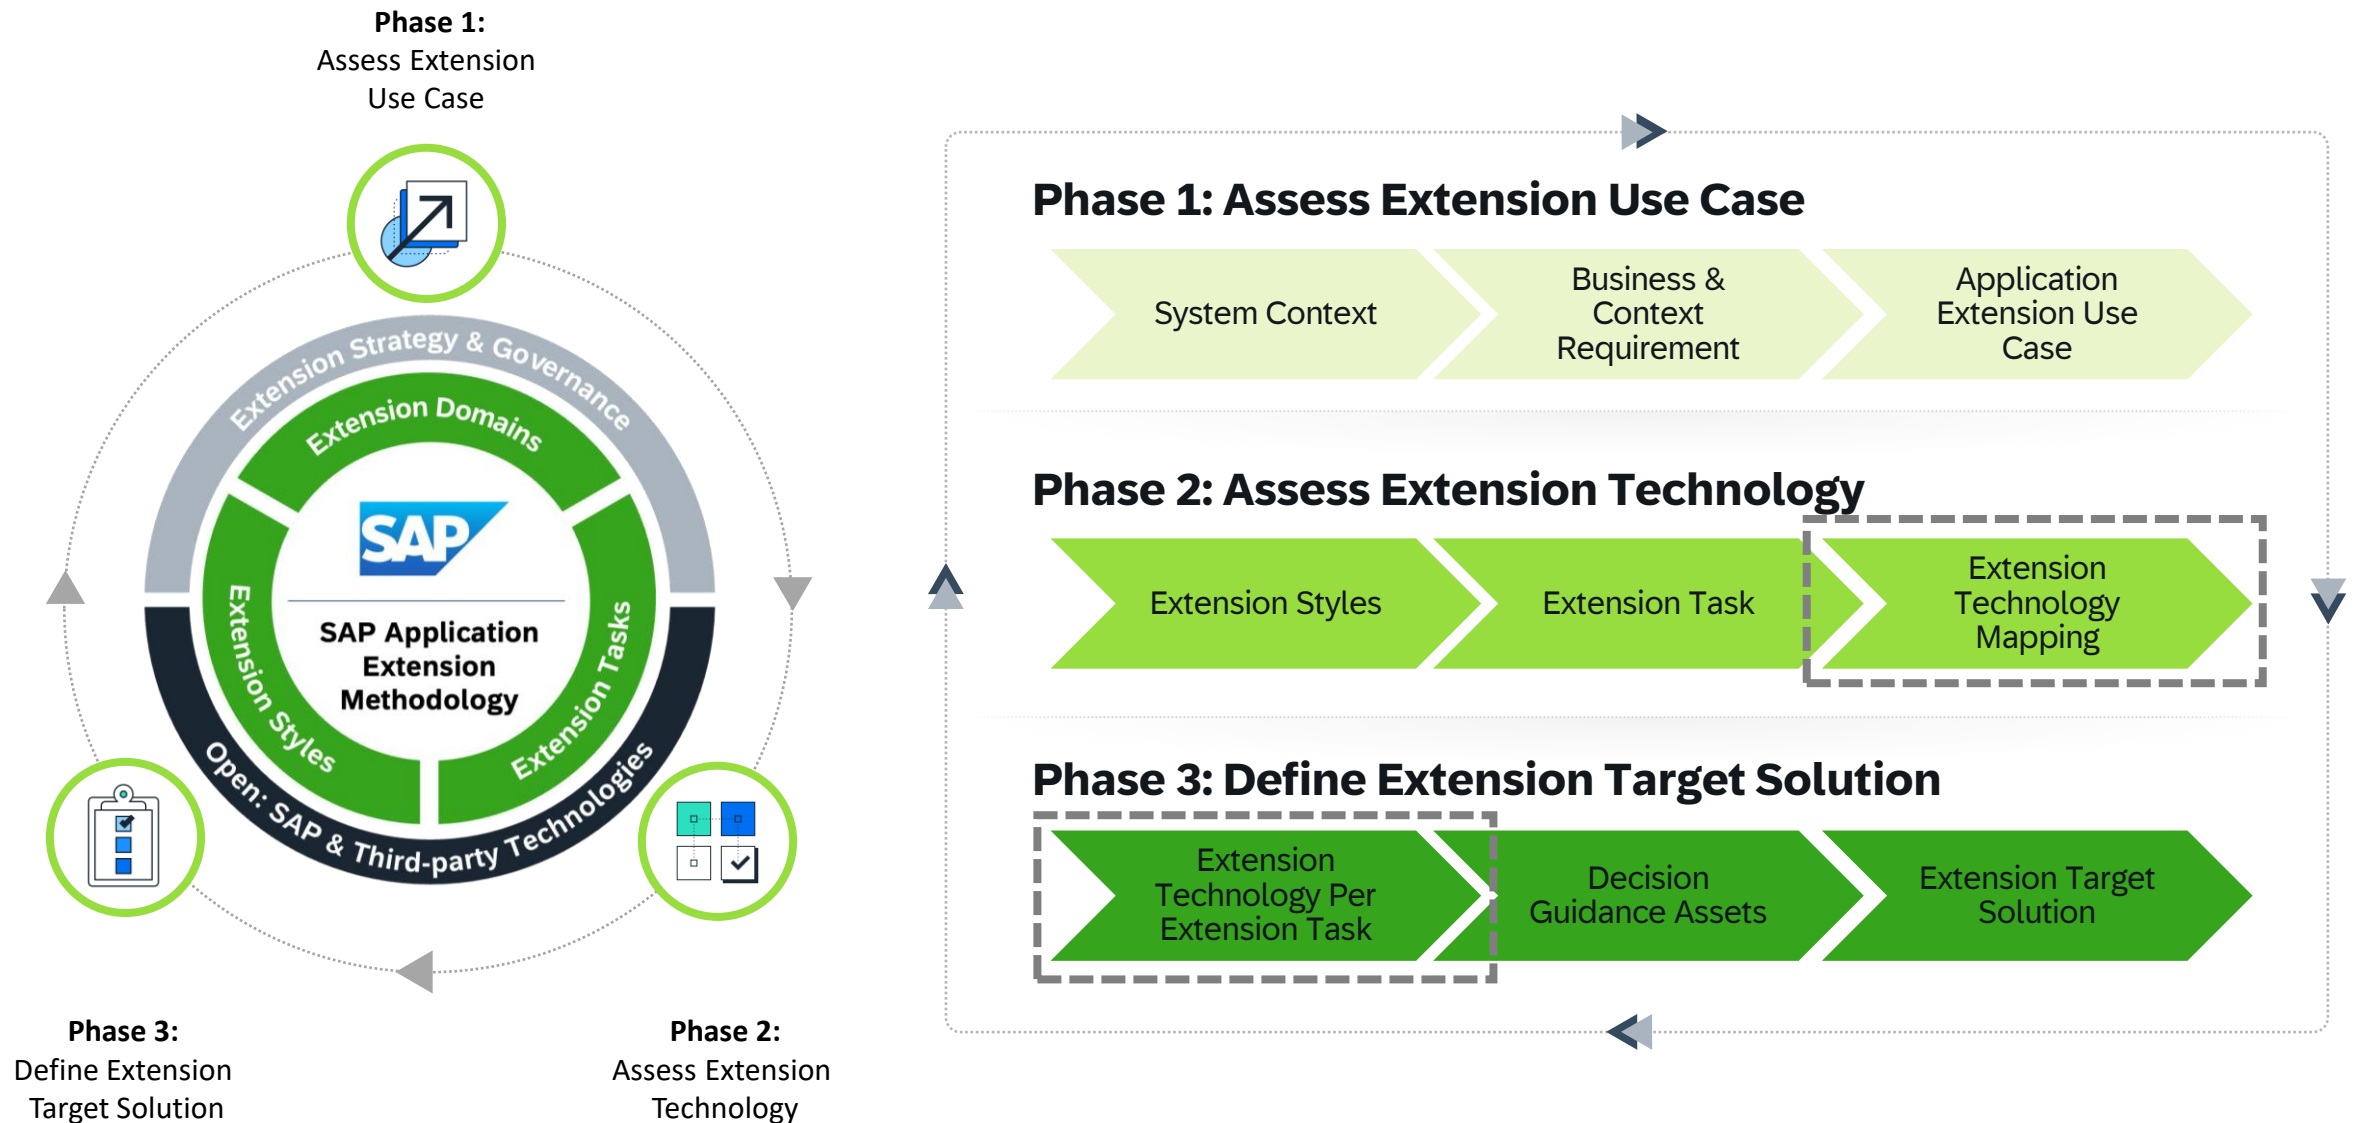 Phase 1:
Assess Extension
Use Case
Extension Strategy & Governance
Extension Domains
Extension Styles
Extension Tasks
SAP
SAP Application
Extension
Methodology
Open: SAP & Third-party Technologies
Phase 3:
Define Extension
Target Solution
Phase 2:
Assess Extension
Technology
Phase 1: Assess Extension Use Case
System Context
Business &
Context
Requirement
Application
Extension Use
Case
Phase 2: Assess Extension Technology
Extension Styles
Extension Task
Extension
Technology
Mapping
Phase 3: Define Extension Target Solution
Extension
Technology Per
Extension Task
Decision
Guidance Assets
Extension Target
Solution